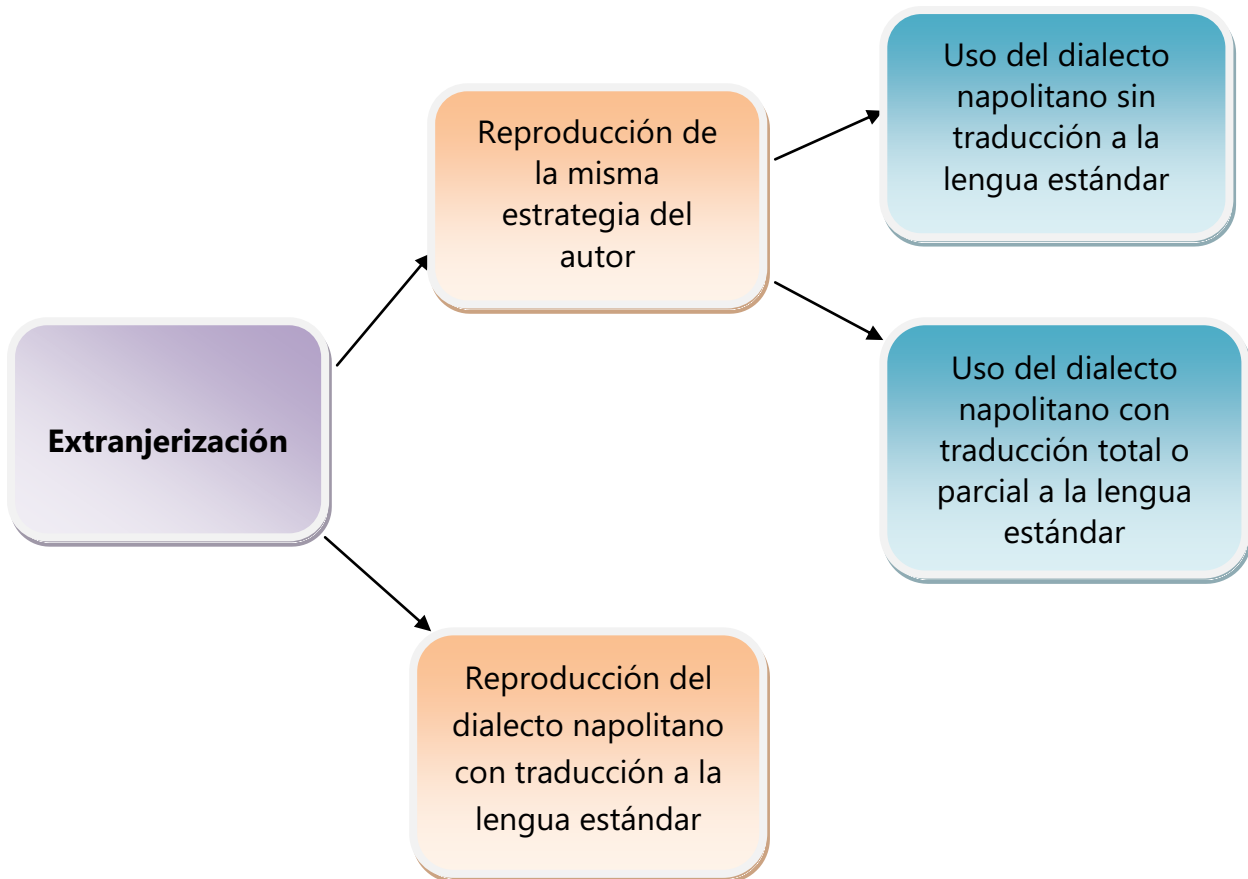 Extranjerización
Reproducción de
la misma
estrategia del
autor
Uso del dialecto
napolitano sin
traducción a la
lengua estándar
Uso del dialecto
napolitano con
traducción total o
parcial a la lengua
estándar
Reproducción del
dialecto napolitano
con traducción a la
lengua estándar